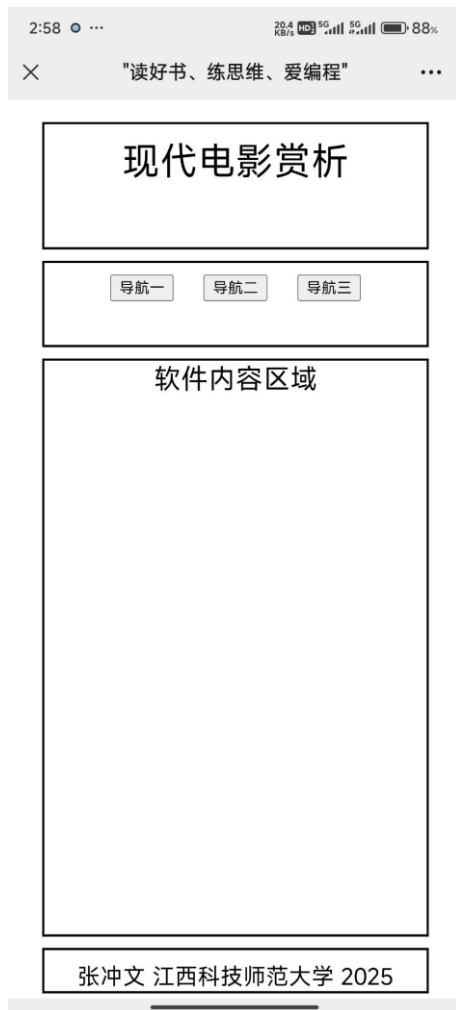 2:58 ... 20.4 KB/s HD 5G 5G 88%
"读好书、练思维、爱编程" ...
现代电影赏析
导航一 导航二 导航三
软件内容区域
张冲文 江西科技师范大学 2025